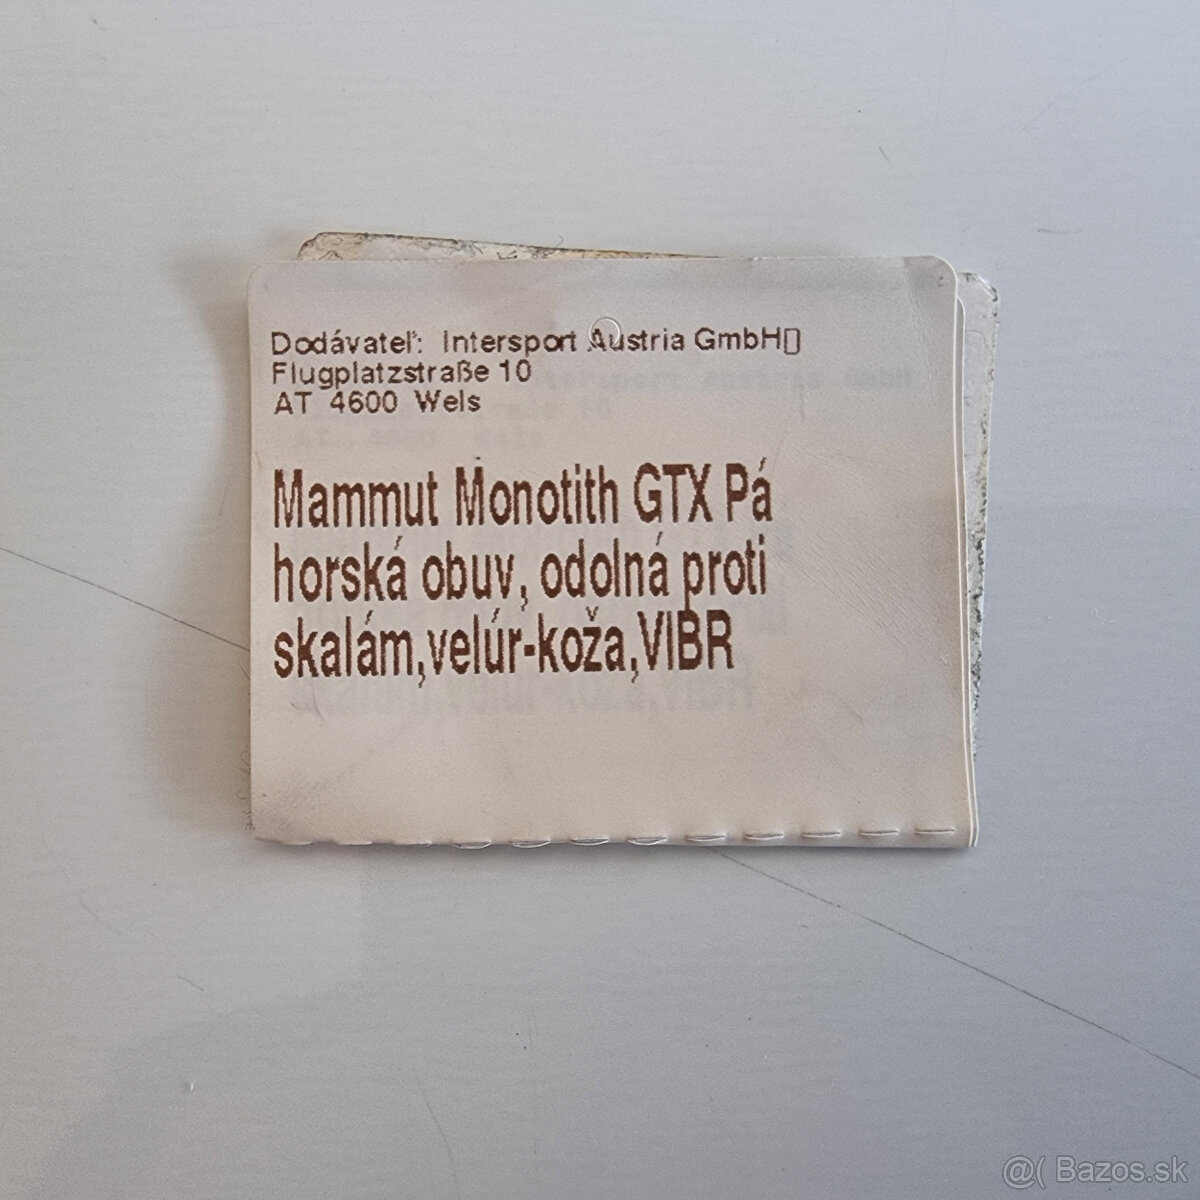 Dodávateľ: Intersport Austria GmbH▯
Flugplatzstraße 10
AT 4600 Wels
Mammut Monotith GTX Pá
horská obuv, odolná proti
skalám,velúr-koža,VIBR
@( Bazos.sk